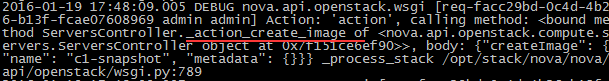 2016-01-19 17:48:09.005 DEBUG nova.api.openstack.wsgi [req-facc29bd-0c4d-4b2
6-b13f-fcae07608969 admin admin] Action: 'action', calling method: <bound me
thod ServersController._action_create_image of <nova.api.openstack.compute.s
ervers.ServersController object at 0x7f151ce6ef90>>, body: {"createImage": {
"name": "c1-snapshot", "metadata": {}}} _process_stack /opt/stack/nova/nova/
api/openstack/wsgi.py:789